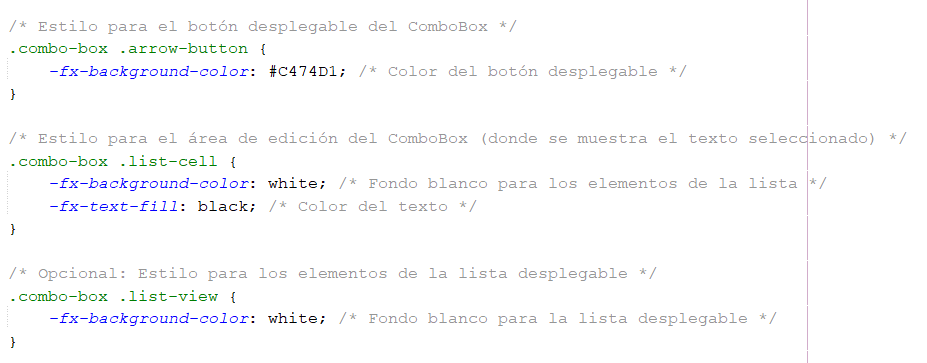 /* Estilo para el botón desplegable del ComboBox */
.combo-box .arrow-button {
-fx-background-color: #C474D1; /* Color del botón desplegable */
}
/* Estilo para el área de edición del ComboBox (donde se muestra el texto seleccionado) */
.combo-box .list-cell {
-fx-background-color: white; /* Fondo blanco para los elementos de la lista */
-fx-text-fill: black; /* Color del texto */
}
/* Opcional: Estilo para los elementos de la lista desplegable */
.combo-box .list-view {
-fx-background-color: white; /* Fondo blanco para la lista desplegable */
}